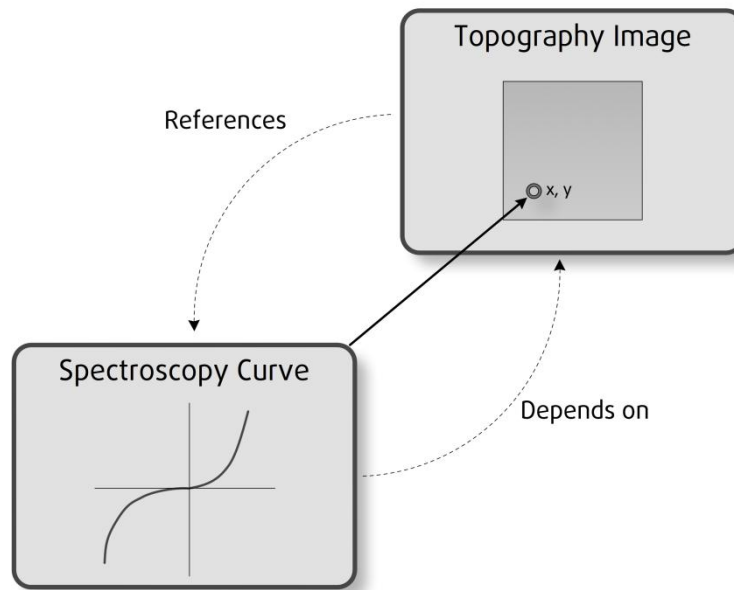 Topography Image
References
x, y
Spectroscopy Curve
Depends on